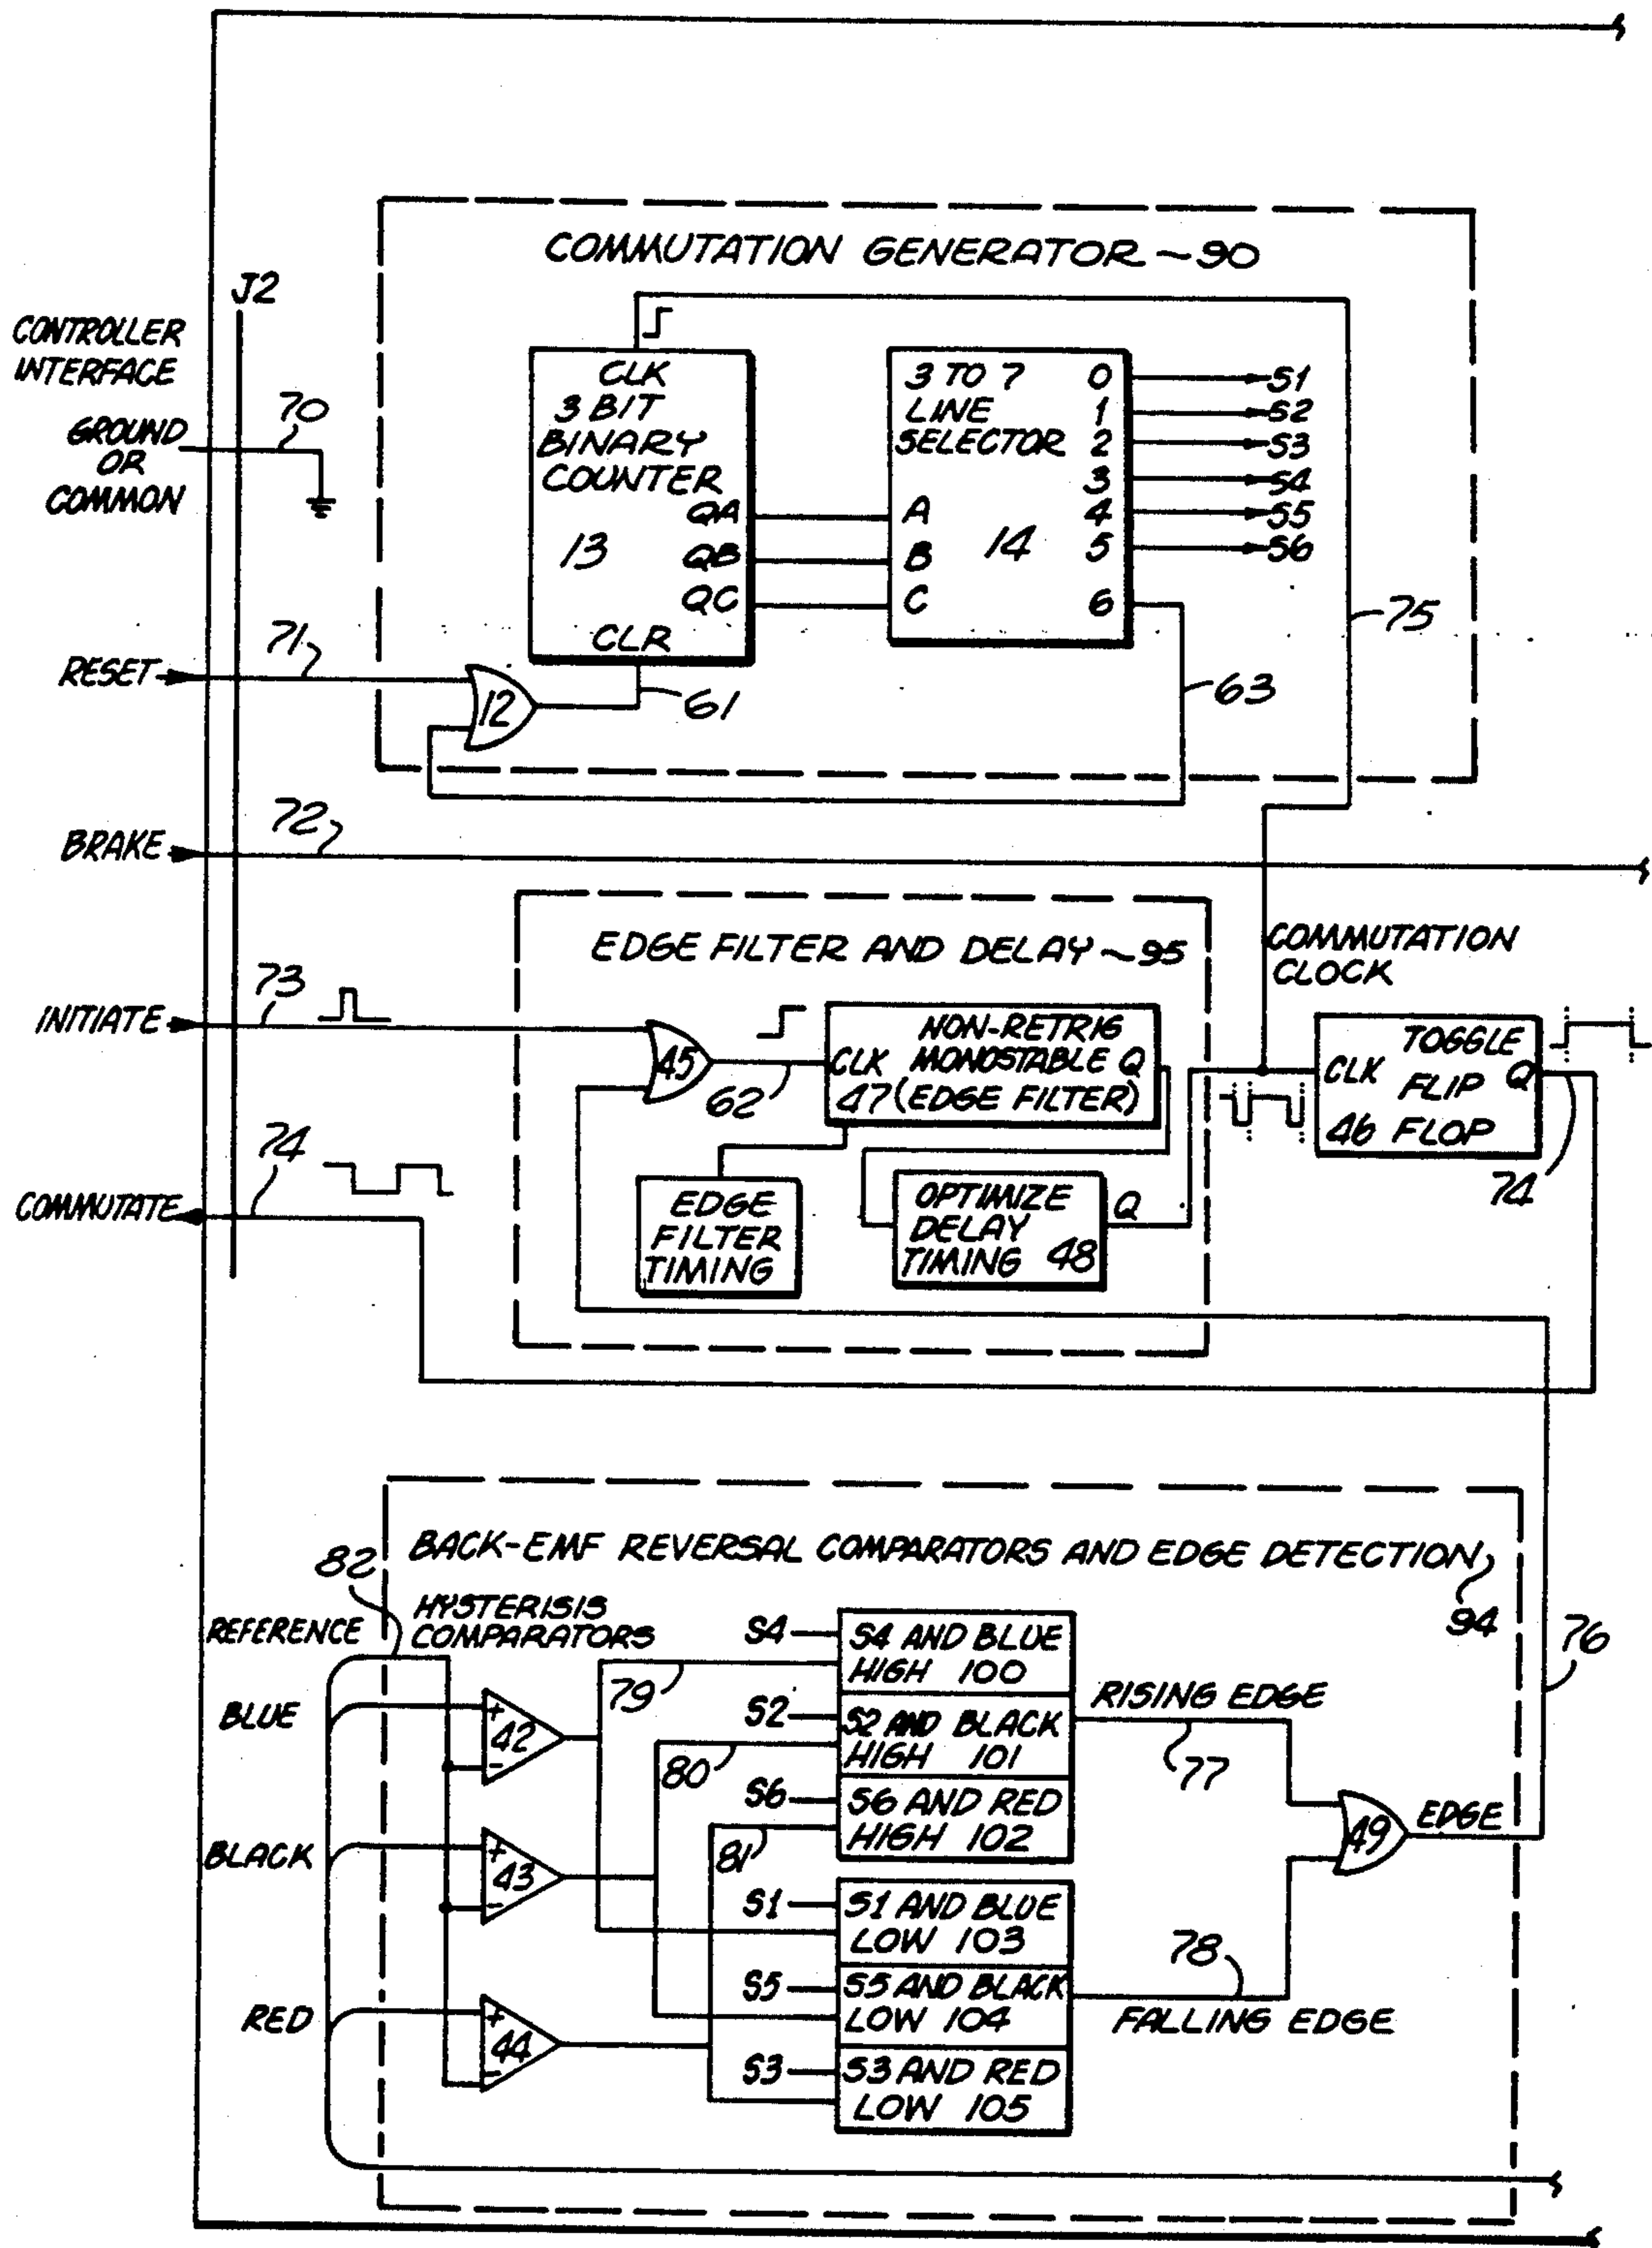 COMMUTATION GENERATOR ~90
J2
CONTROLLER
INTERFACE
70
GROUND
OR
COMMON
CLK
3 BIT
BINARY
COUNTER
QA
13
QB
QC
CLR
3 TO 7
LINE
SELECTOR
A
B
C
14
0
1
2
3
4
5
6
S1
S2
S3
S4
S5
S6
75
71
RESET
12
61
63
72
BRAKE
EDGE FILTER AND DELAY ~95
COMMUTATION
CLOCK
73
INITIATE
45
62
NON-RETRIG
CLK MONOSTABLE Q
47 (EDGE FILTER)
TOGGLE
CLK FLIP Q
46 FLOP
74
74
COMMUTATE
EDGE
FILTER
TIMING
OPTIMIZE
DELAY
TIMING 48
Q
BACK-EMF REVERSAL COMPARATORS AND EDGE DETECTION
94
82
REFERENCE
HYSTERISIS
COMPARATORS
76
BLUE
42
BLACK
43
RED
44
79
80
81
S4
S4 AND BLUE
HIGH 100
S2
S2 AND BLACK
HIGH 101
S6
S6 AND RED
HIGH 102
S1
S1 AND BLUE
LOW 103
S5
S5 AND BLACK
LOW 104
S3
S3 AND RED
LOW 105
RISING EDGE
77
49
EDGE
78
FALLING EDGE
+
-
+
-
+
-